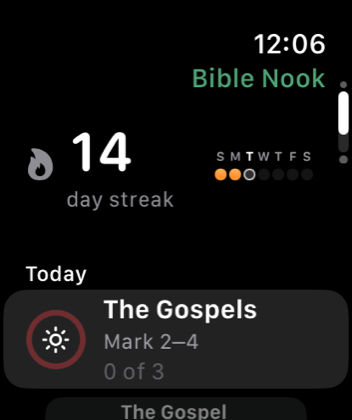 12:06
Bible Nook
14
S M T W T F S
day streak
Today
The Gospels
Mark 2–4
0 of 3
The Gospel